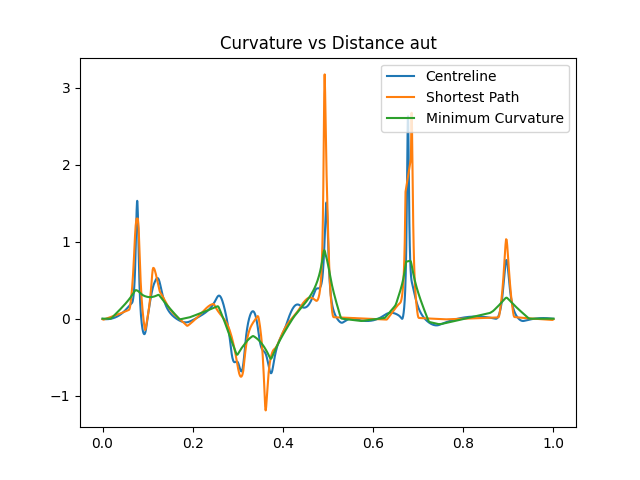 Curvature vs Distance aut
Centreline
Shortest Path
Minimum Curvature
3
2
1
0
−1
0.0 0.2 0.4 0.6 0.8 1.0